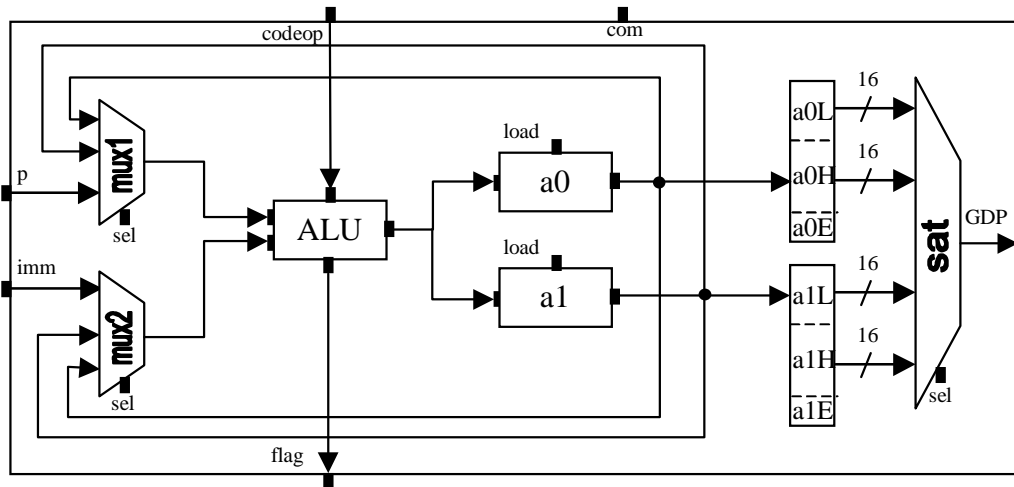 codeop
com
16
a0L
load
mux1
a0
16
a0H
p
sel
ALU
a0E
GDP
sat
load
imm
16
a1L
a1
mux2
16
a1H
sel
sel
a1E
flag